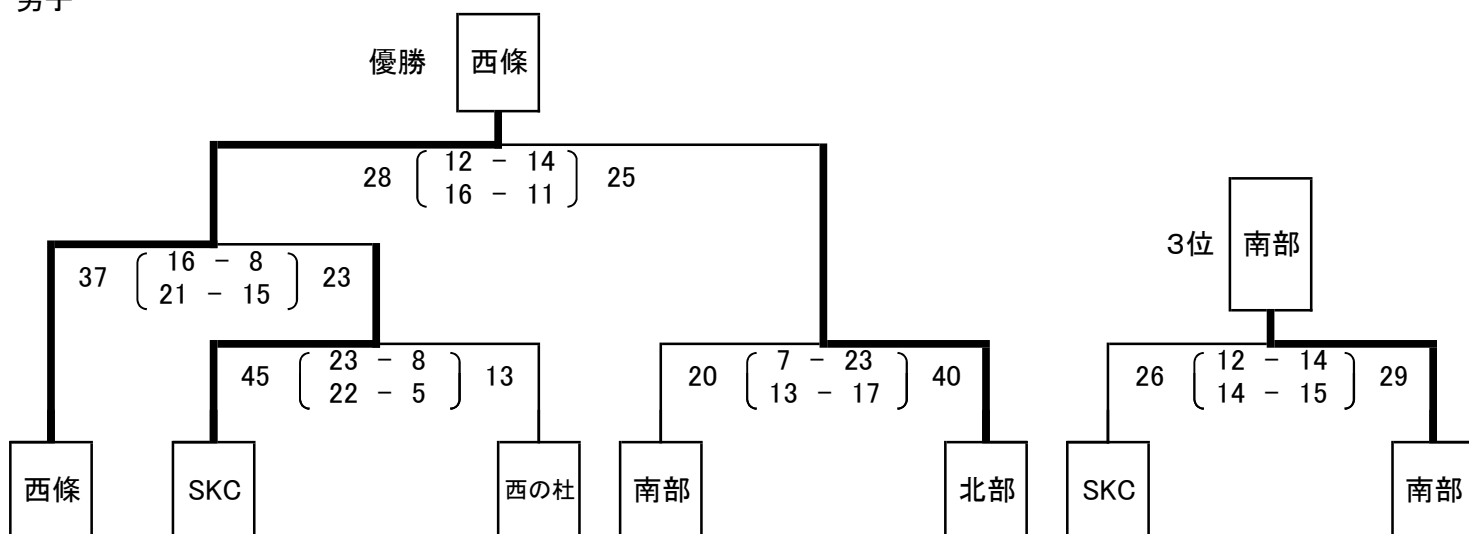 男子
優勝 西條
28 ( 12 - 14 ) 25
16 - 11
3位 南部
37 ( 16 - 8 ) 23
21 - 15
45 ( 23 - 8 ) 13
22 - 5
20 ( 7 - 23 ) 40
13 - 17
26 ( 12 - 14 ) 29
14 - 15
西條 SKC 西の杜 南部 北部 SKC 南部